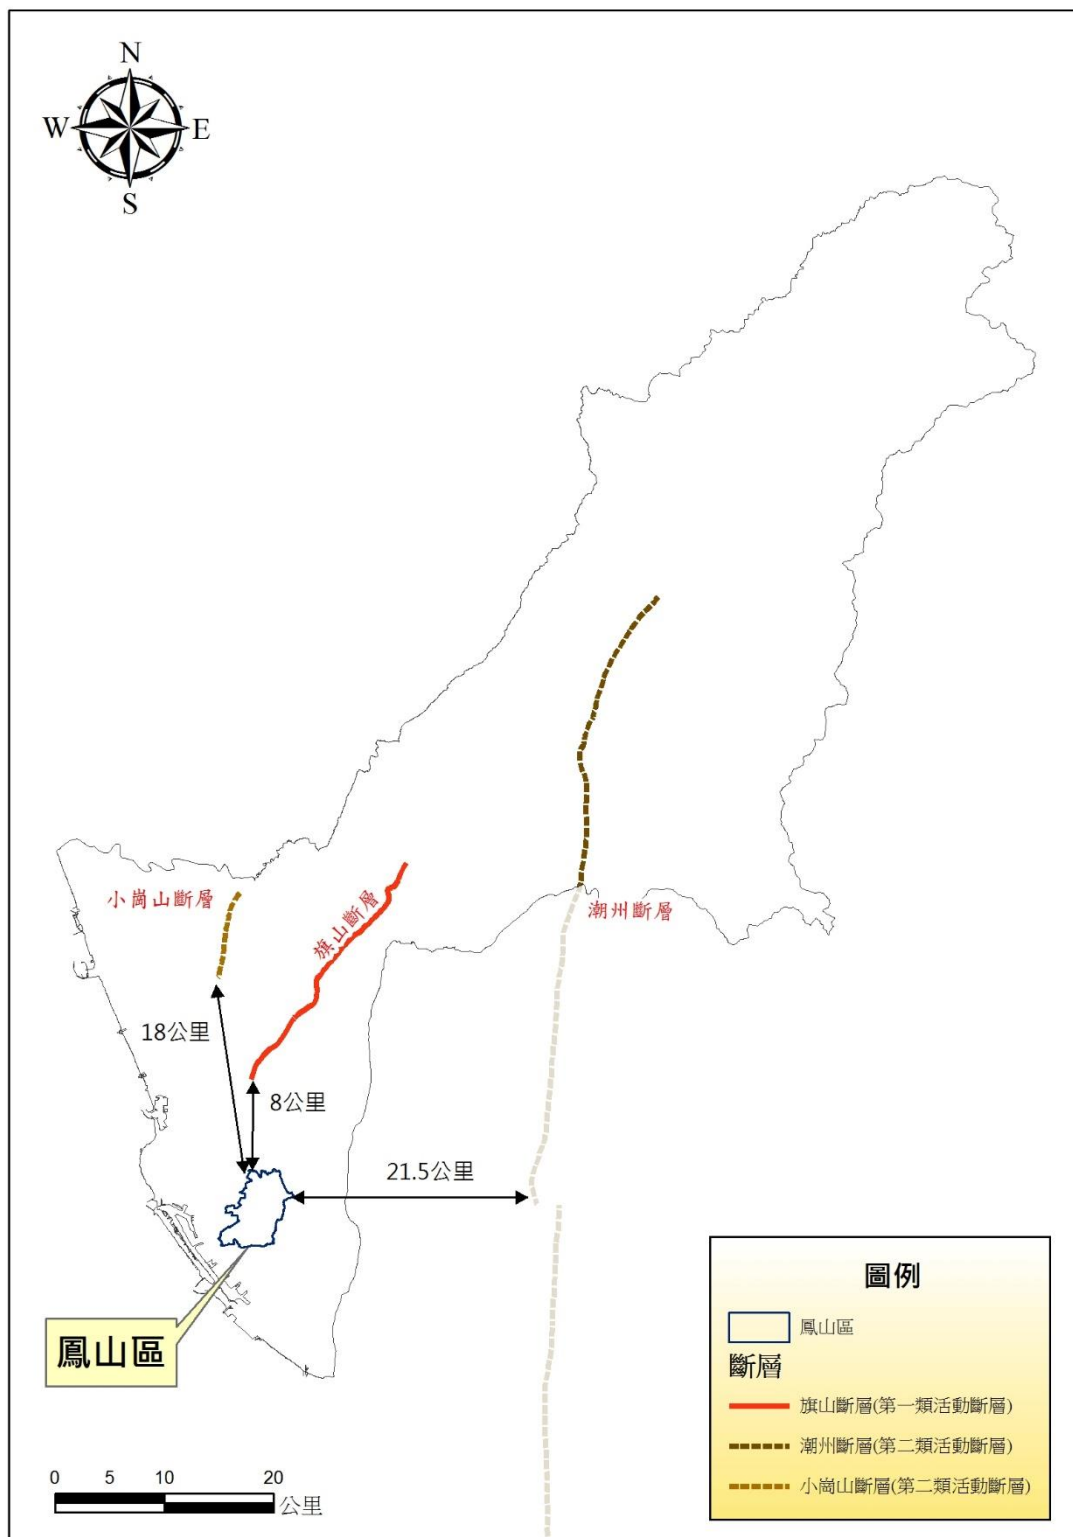 N
W E
S
小崗山斷層
旗山斷層
潮州斷層
18公里
8公里
21.5公里
鳳山區
圖例
鳳山區
斷層
旗山斷層(第一類活動斷層)
潮州斷層(第二類活動斷層)
小崗山斷層(第二類活動斷層)
0 5 10 20
公里